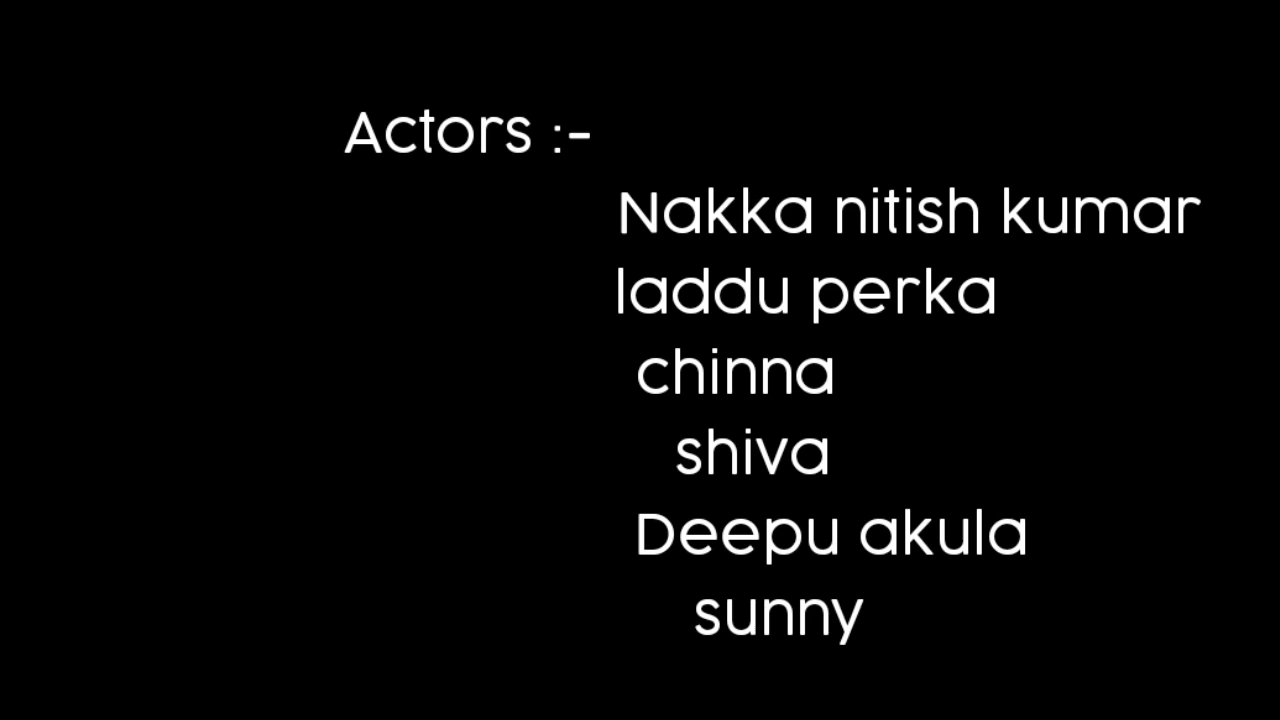 Actors :-
Nakka nitish kumar
laddu perka
chinna
shiva
Deepu akula
sunny